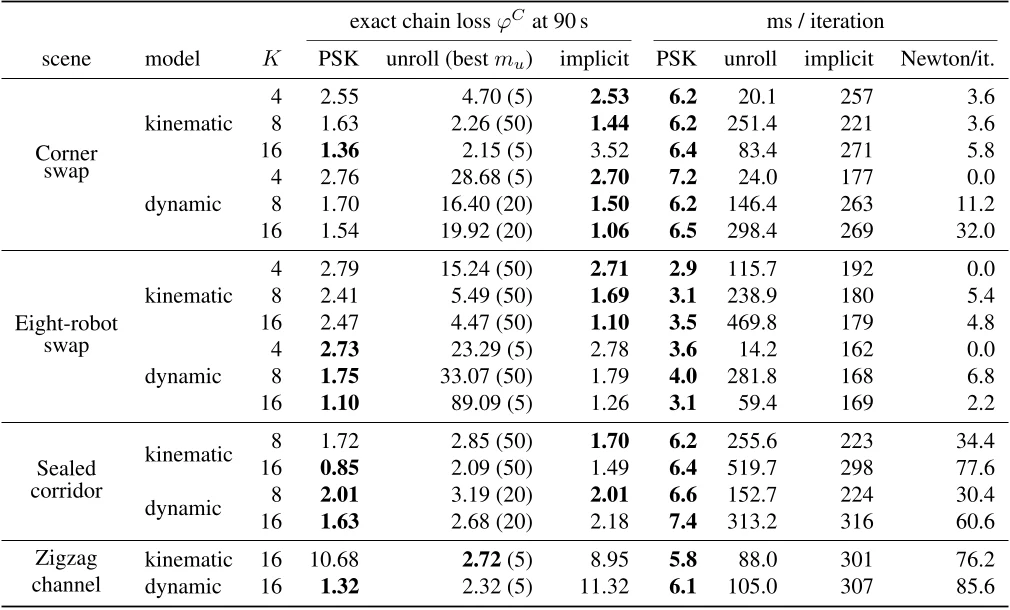 exact chain loss φ^C at 90 s ms / iteration
scene model K PSK unroll (best m_u) implicit PSK unroll implicit Newton/it.
Corner swap kinematic 4 2.55 4.70 (5) 2.53 6.2 20.1 257 3.6
8 1.63 2.26 (50) 1.44 6.2 251.4 221 3.6
16 1.36 2.15 (5) 3.52 6.4 83.4 271 5.8
dynamic 4 2.76 28.68 (5) 2.70 7.2 24.0 177 0.0
8 1.70 16.40 (20) 1.50 6.2 146.4 263 11.2
16 1.54 19.92 (20) 1.06 6.5 298.4 269 32.0
Eight-robot swap kinematic 4 2.79 15.24 (50) 2.71 2.9 115.7 192 0.0
8 2.41 5.49 (50) 1.69 3.1 238.9 180 5.4
16 2.47 4.47 (50) 1.10 3.5 469.8 179 4.8
dynamic 4 2.73 23.29 (5) 2.78 3.6 14.2 162 0.0
8 1.75 33.07 (50) 1.79 4.0 281.8 168 6.8
16 1.10 89.09 (5) 1.26 3.1 59.4 169 2.2
Sealed corridor kinematic 8 1.72 2.85 (50) 1.70 6.2 255.6 223 34.4
16 0.85 2.09 (50) 1.49 6.4 519.7 298 77.6
dynamic 8 2.01 3.19 (20) 2.01 6.6 152.7 224 30.4
16 1.63 2.68 (20) 2.18 7.4 313.2 316 60.6
Zigzag channel kinematic 16 10.68 2.72 (5) 8.95 5.8 88.0 301 76.2
dynamic 16 1.32 2.32 (5) 11.32 6.1 105.0 307 85.6